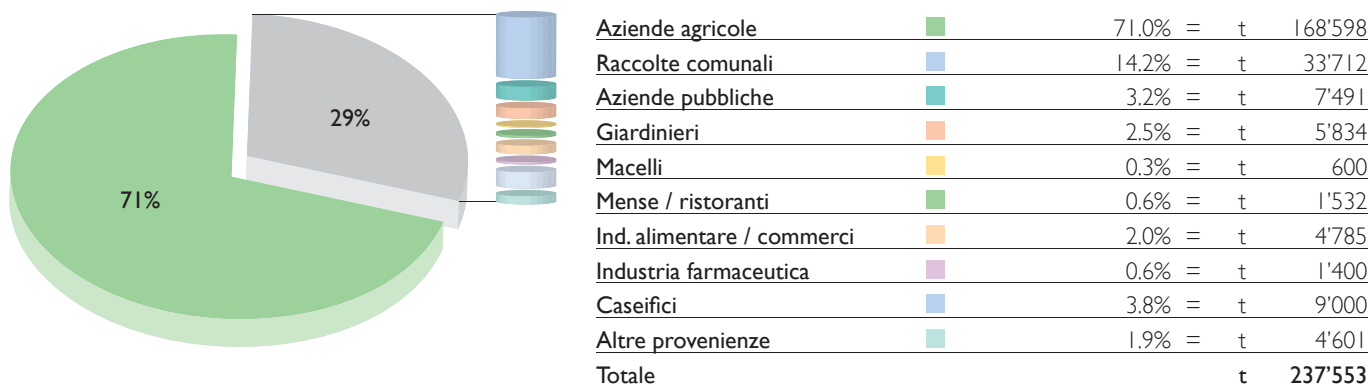 29%
71%
Aziende agricole 71.0% = t 168'598
Raccolte comunali 14.2% = t 33'712
Aziende pubbliche 3.2% = t 7'491
Giardinieri 2.5% = t 5'834
Macelli 0.3% = t 600
Mense / ristoranti 0.6% = t 1'532
Ind. alimentare / commerci 2.0% = t 4'785
Industria farmaceutica 0.6% = t 1'400
Caseifici 3.8% = t 9'000
Altre provenienze 1.9% = t 4'601
Totale t 237'553